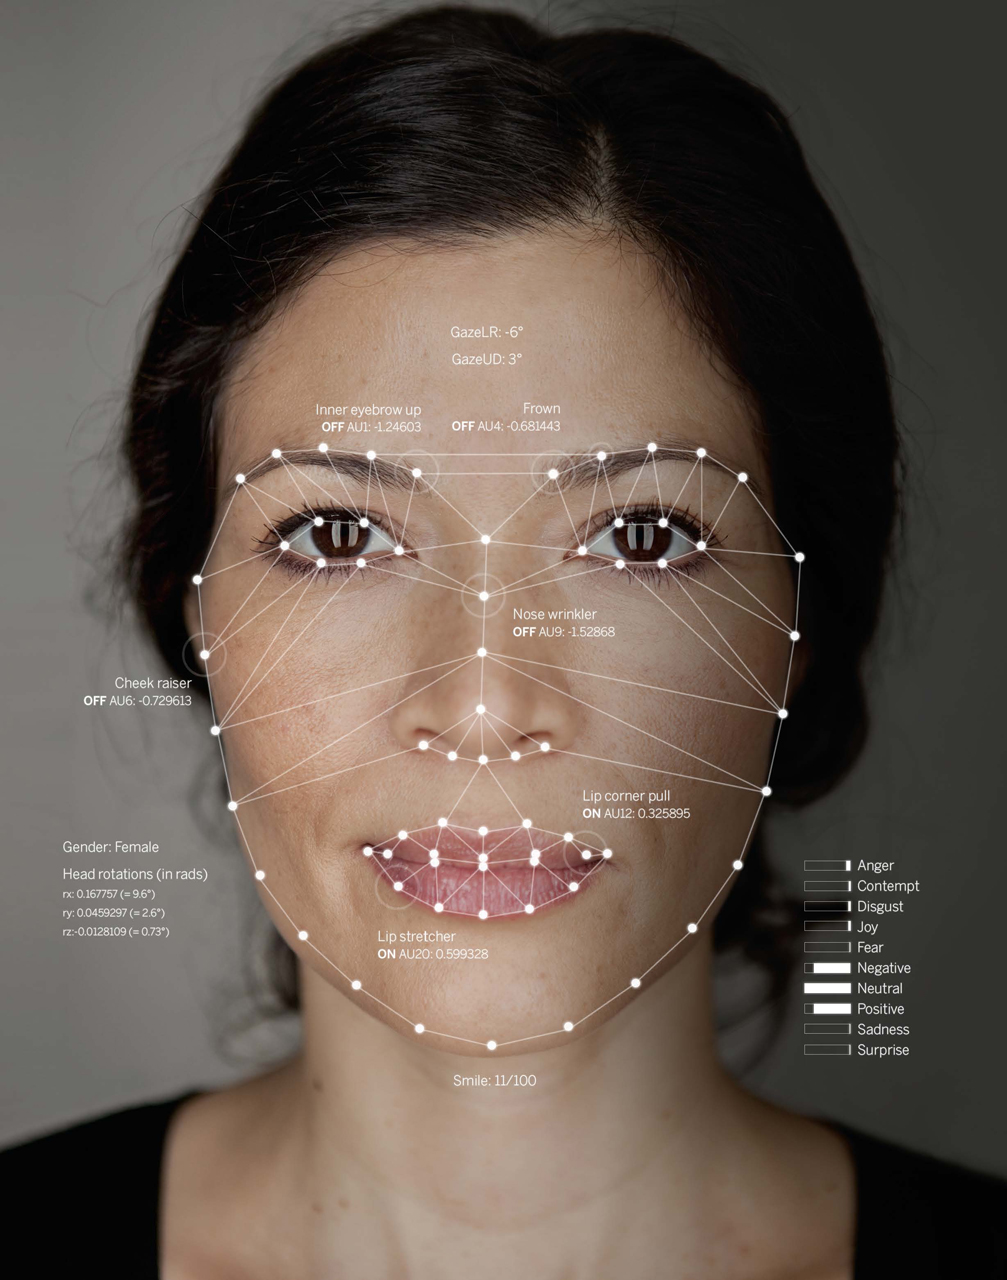 GazeLR: -6°
GazeUD: 3°
Inner eyebrow up
OFF AU1: -1.24603
Frown
OFF AU4: -0.681443
Nose wrinkler
OFF AU9: -1.52868
Cheek raiser
OFF AU6: -0.729613
Lip corner pull
ON AU12: 0.325895
Gender: Female
Head rotations (in rads)
rx: 0.167757 (= 9.6°)
ry: 0.0459297 (= 2.6°)
rz:-0.0128109 (= 0.73°)
Lip stretcher
ON AU20: 0.599328
Anger
Contempt
Disgust
Joy
Fear
Negative
Neutral
Positive
Sadness
Surprise
Smile: 11/100